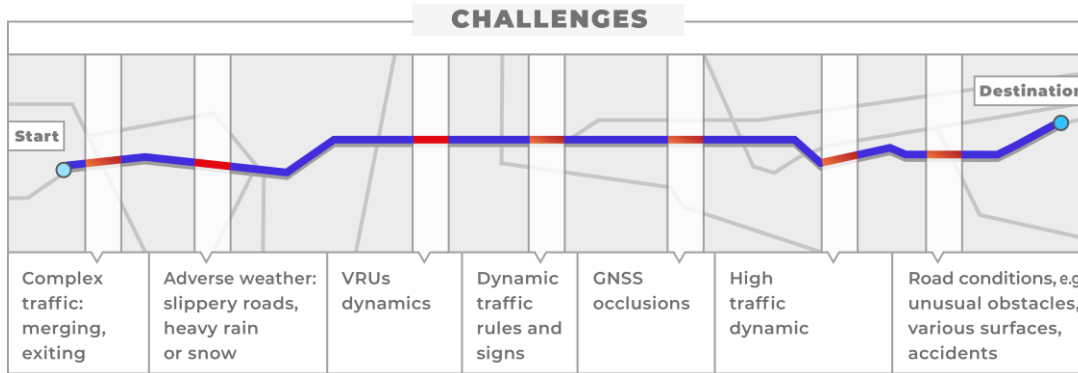 CHALLENGES
Start
Destination
Complex
traffic:
merging,
exiting
Adverse weather:
slippery roads,
heavy rain
or snow
VRUs
dynamics
Dynamic
traffic
rules and
signs
GNSS
occlusions
High
traffic
dynamic
Road conditions, e.g
unusual obstacles,
various surfaces,
accidents